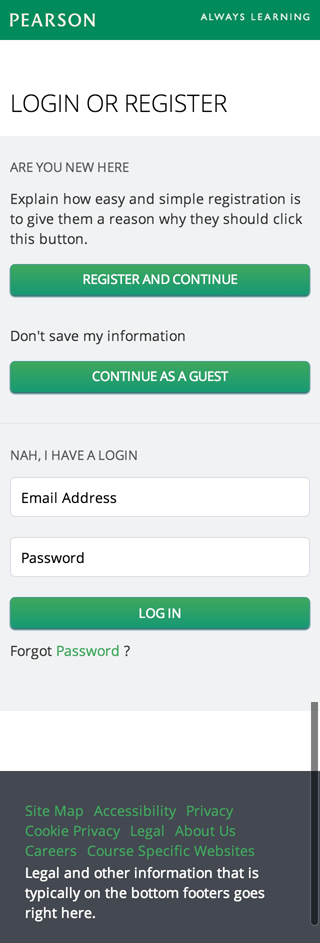 PEARSON
ALWAYS LEARNING
LOGIN OR REGISTER
ARE YOU NEW HERE
Explain how easy and simple registration is
to give them a reason why they should click
this button.
REGISTER AND CONTINUE
Don't save my information
CONTINUE AS A GUEST
NAH, I HAVE A LOGIN
Email Address
Password
LOG IN
Forgot Password ?
Site Map Accessibility Privacy
Cookie Privacy Legal About Us
Careers Course Specific Websites
Legal and other information that is
typically on the bottom footers goes
right here.